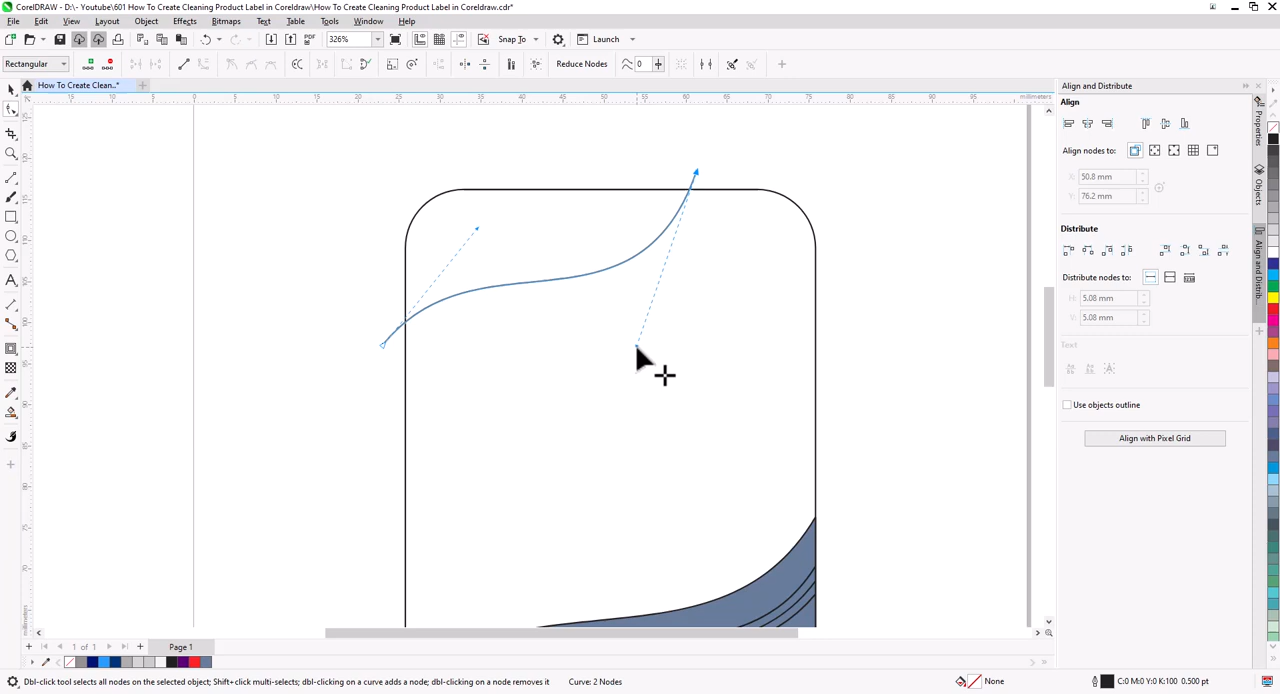 CorelDRAW - D:\- Youtube\601 How To Create Cleaning Product Label in Coreldraw\How To Create Cleaning Product Label in Coreldraw.cdr*
File Edit View Layout Object Effects Bitmaps Text Table Tools Window Help
PDF 326% Snap To Launch
Rectangular Reduce Nodes 0
How To Create Clean...*
Align and Distribute
millimeters
Align
Align nodes to:
X: 50.8 mm
Y: 76.2 mm
Distribute
Distribute nodes to:
H: 5.08 mm
V: 5.08 mm
Text
Use objects outline
Align with Pixel Grid
Properties
Objects
Align and Distrib...
millimeters
1 of 1 Page 1
Dbl-click tool selects all nodes on the selected object; Shift+click multi-selects; dbl-clicking on a curve adds a node; dbl-clicking on a node removes it
Curve: 2 Nodes
None
C:0 M:0 Y:0 K:100 0.500 pt